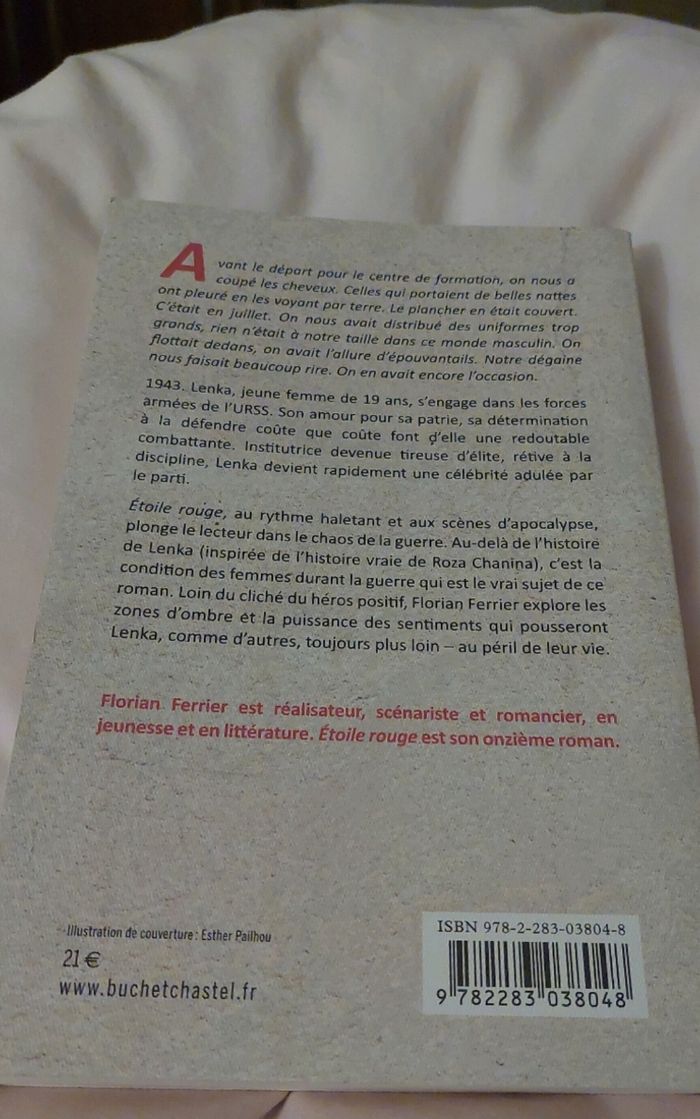 Avant le départ pour le centre de formation, on nous a
coupé les cheveux. Celles qui portaient de belles nattes
ont pleuré en les voyant par terre. Le plancher en était couvert.
C'était en juillet. On nous avait distribué des uniformes trop
grands, rien n'était à notre taille dans ce monde masculin. On
flottait dedans, on avait l'allure d'épouvantails. Notre dégaine
nous faisait beaucoup rire. On en avait encore l'occasion.
1943. Lenka, jeune femme de 19 ans, s'engage dans les forces
armées de l'URSS. Son amour pour sa patrie, sa détermination
à la défendre coûte que coûte font d'elle une redoutable
combattante. Institutrice devenue tireuse d'élite, rétive à la
discipline, Lenka devient rapidement une célébrité adulée par
le parti.
Étoile rouge, au rythme haletant et aux scènes d'apocalypse,
plonge le lecteur dans le chaos de la guerre. Au-delà de l'histoire
de Lenka (inspirée de l'histoire vraie de Roza Chanina), c'est la
condition des femmes durant la guerre qui est le vrai sujet de ce
roman. Loin du cliché du héros positif, Florian Ferrier explore les
zones d'ombre et la puissance des sentiments qui pousseront
Lenka, comme d'autres, toujours plus loin – au péril de leur vie.
Florian Ferrier est réalisateur, scénariste et romancier, en
jeunesse et en littérature. Étoile rouge est son onzième roman.
Illustration de couverture : Esther Pailhou
21 €
www.buchetchastel.fr
ISBN 978-2-283-03804-8
9 782283 038048